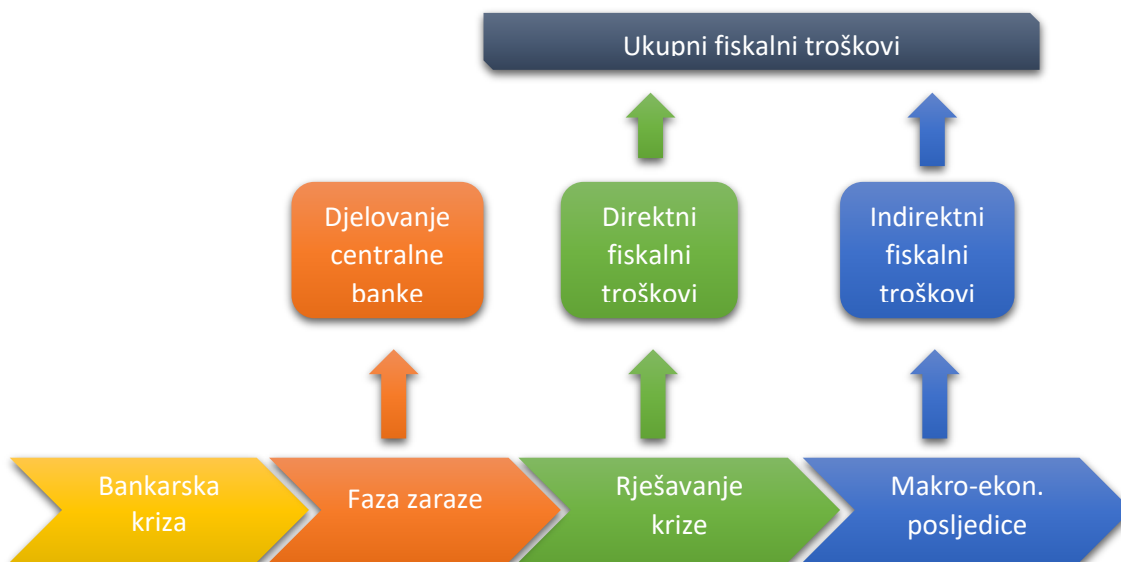 Ukupni fiskalni troškovi
Djelovanje
centralne
banke
Direktni
fiskalni
troškovi
Indirektni
fiskalni
troškovi
Bankarska
kriza
Faza zaraze
Rješavanje
krize
Makro-ekon.
posljedice